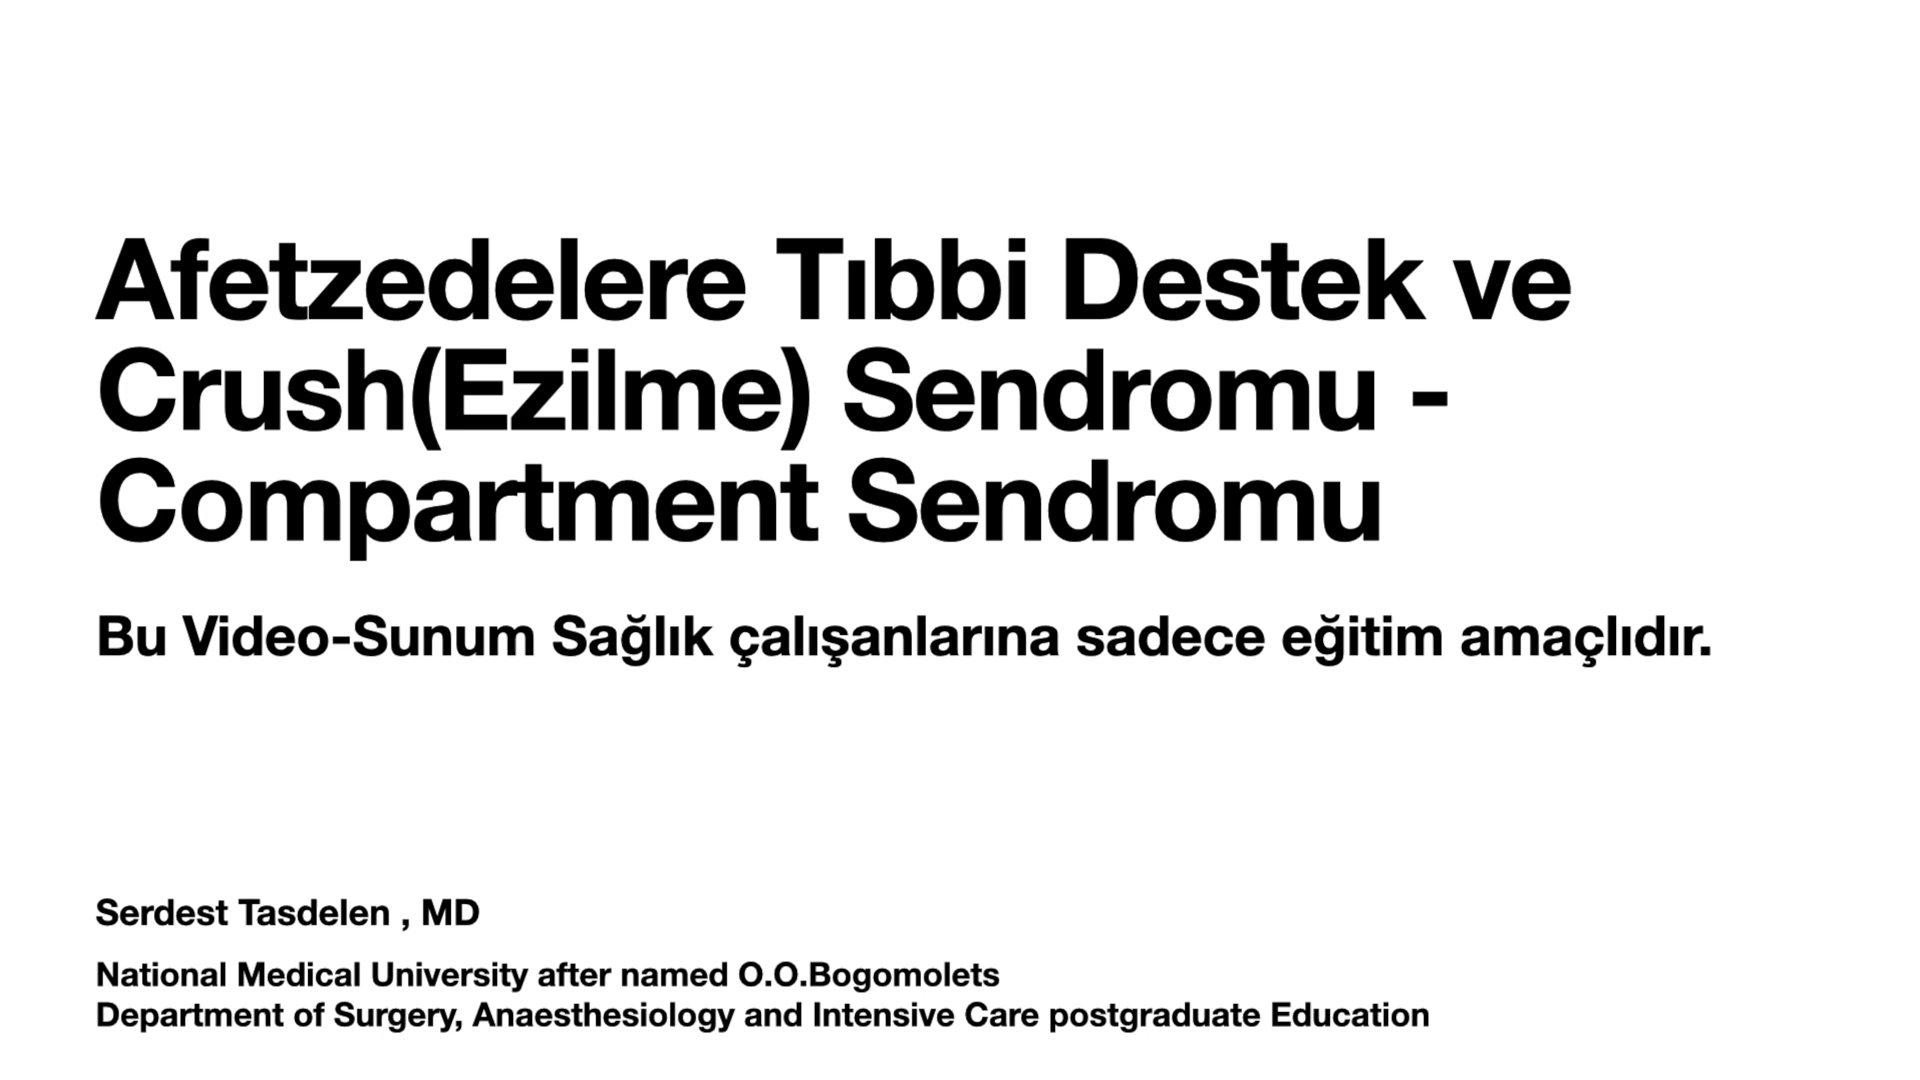 Afetzedelere Tıbbi Destek ve
Crush(Ezilme) Sendromu -
Compartment Sendromu
Bu Video-Sunum Sağlık çalışanlarına sadece eğitim amaçlıdır.
Serdest Tasdelen , MD
National Medical University after named O.O.Bogomolets
Department of Surgery, Anaesthesiology and Intensive Care postgraduate Education